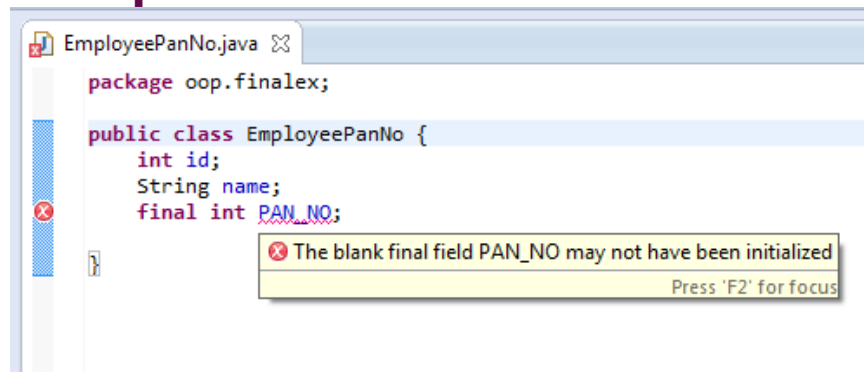 EmployeePanNo.java
package oop.finalex;
public class EmployeePanNo {
int id;
String name;
final int PAN_NO;
The blank final field PAN_NO may not have been initialized
}
Press 'F2' for focus